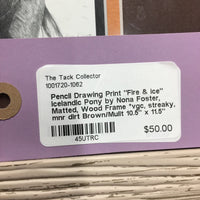 The Tack Collector
1001720-1062
Pencil Drawing Print "Fire & Ice"
Icelandic Pony by Nona Foster,
Matted, Wood Frame *vgc, streaky,
mnr dirt Brown/Mulit 10.5" x 11.5"
$50.00
45UTRC